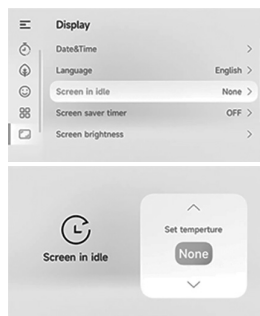 Display
Date&Time
Language English
Screen in idle None
Screen saver timer OFF
Screen brightness
Set temperture
None
Screen in idle